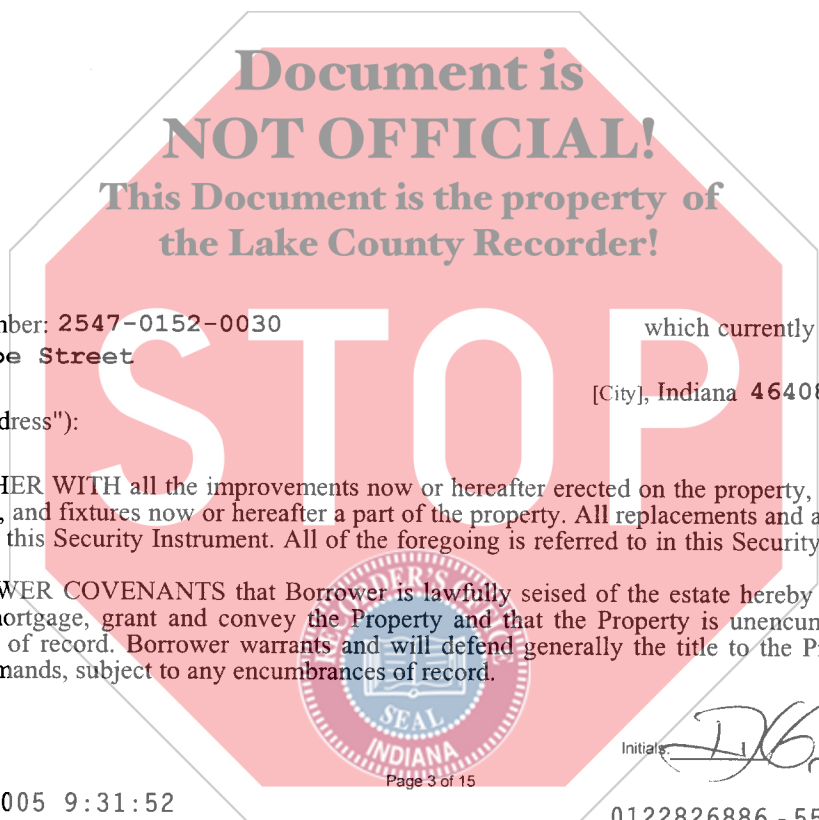 Document is
NOT OFFICIAL!
This Document is the property of
the Lake County Recorder!
STOP
nber: 2547-0152-0030 which currently
Street
[City], Indiana 46408
dress"):
HER WITH all the improvements now or hereafter erected on the property,
, and fixtures now or hereafter a part of the property. All replacements and a
this Security Instrument. All of the foregoing is referred to in this Security
WER COVENANTS that Borrower is lawfully seised of the estate hereby
ortgage, grant and convey the Property and that the Property is unencum
of record. Borrower warrants and will defend generally the title to the P
mands, subject to any encumbrances of record.
RECORDER'S OFFICE
SEAL
INDIANA
Initials:
Page 3 of 15
005 9:31:52
0122826886 - 55